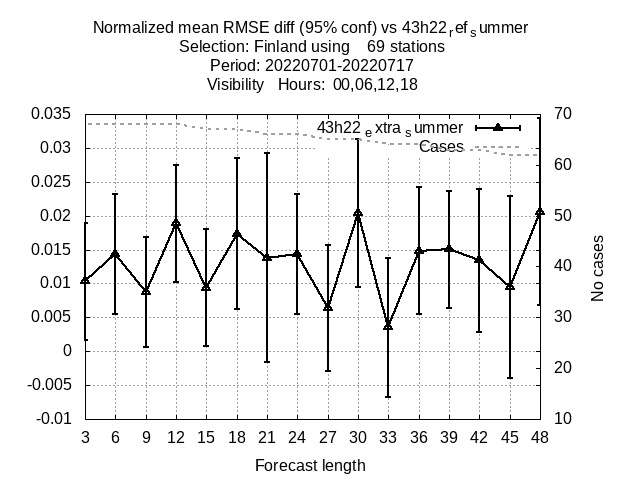 Normalized mean RMSE diff (95% conf) vs 43h22refsummer
Selection: Finland using 69 stations
Period: 20220701-20220717
Visibility Hours: 00,06,12,18
0.035
0.03
0.025
0.02
0.015
0.01
0.005
0
-0.005
-0.01
43h22extrasummer
Cases
70
60
50
40
30
20
10
No cases
3 6 9 12 15 18 21 24 27 30 33 36 39 42 45 48
Forecast length